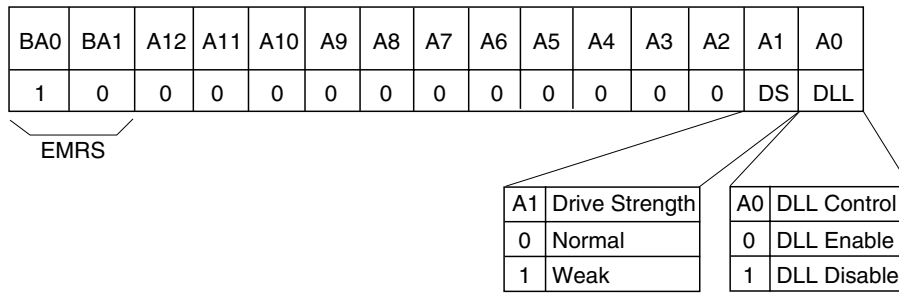 BA0 BA1 A12 A11 A10 A9 A8 A7 A6 A5 A4 A3 A2 A1 A0
1 0 0 0 0 0 0 0 0 0 0 0 0 DS DLL
EMRS
A1 Drive Strength
0 Normal
1 Weak
A0 DLL Control
0 DLL Enable
1 DLL Disable